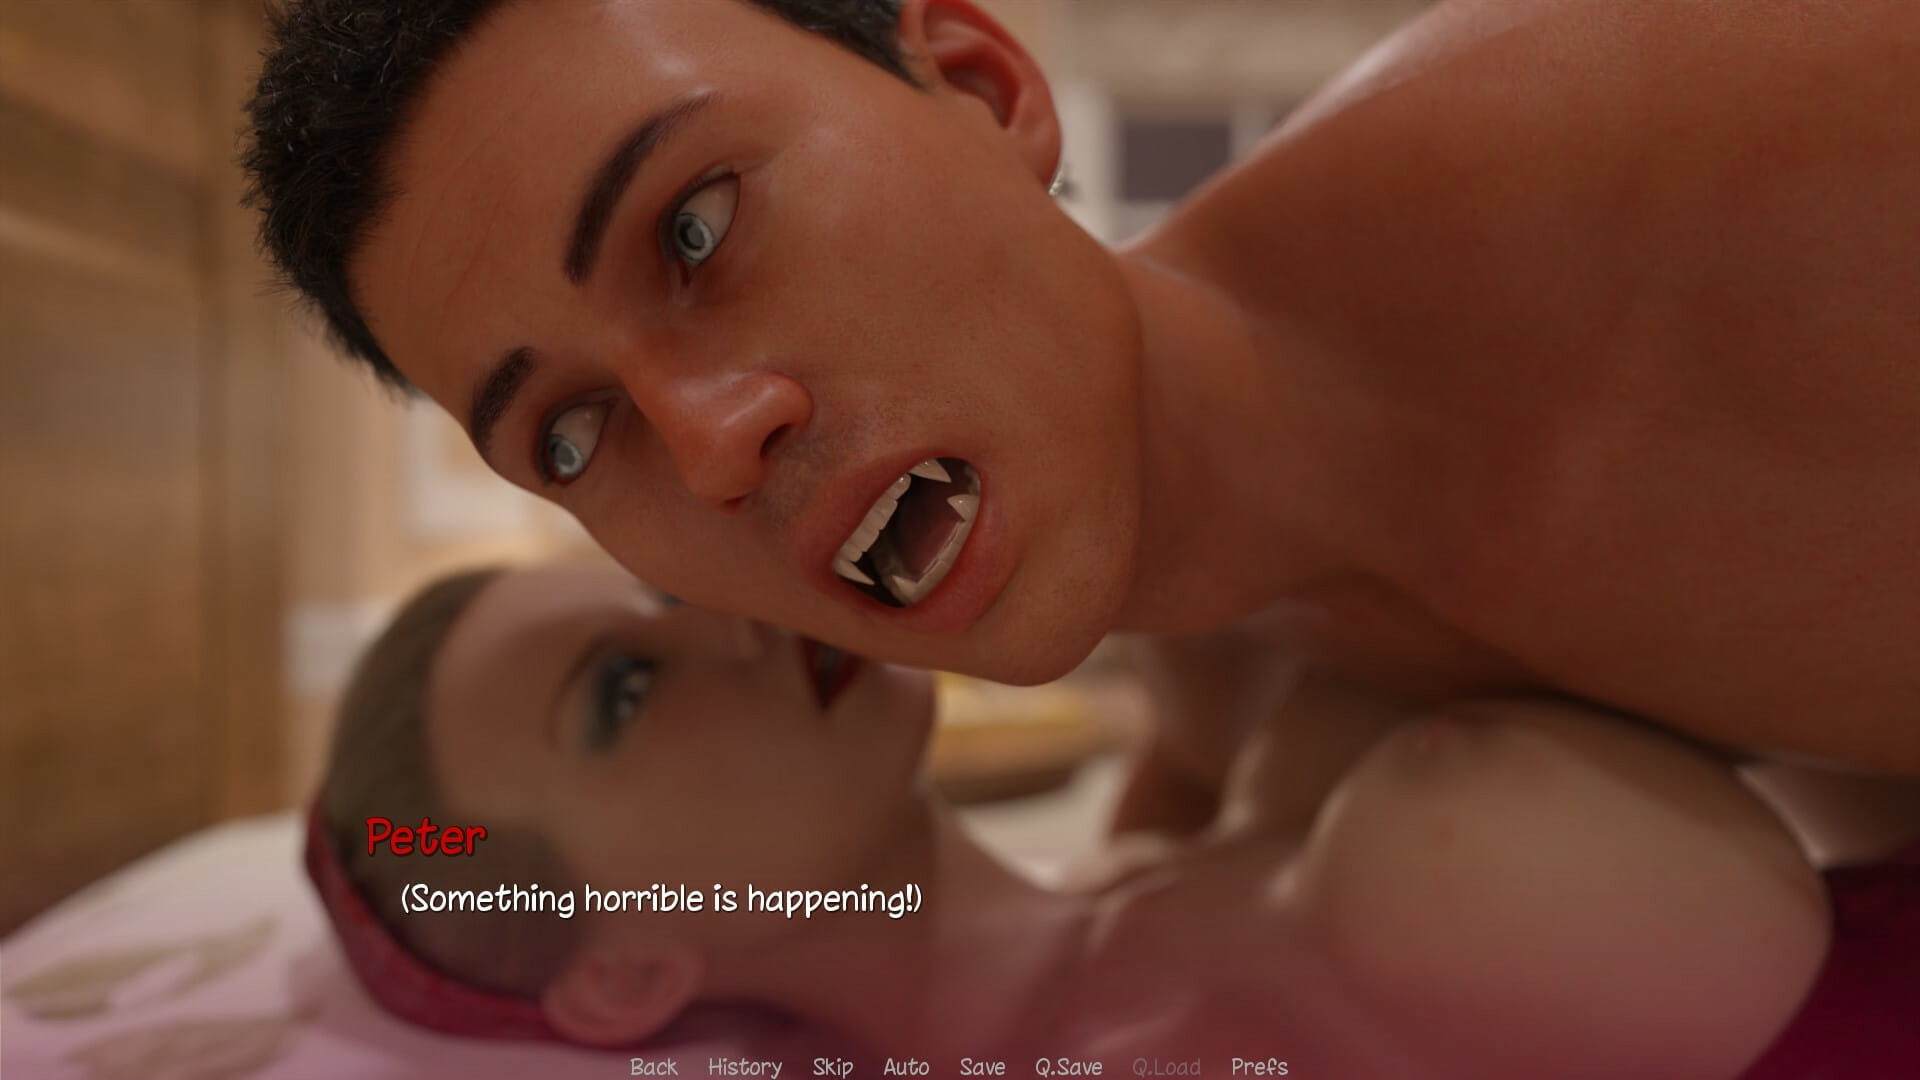 Peter
(Something horrible is happening!)
Back History Skip Auto Save Q.Save Q.Load Prefs